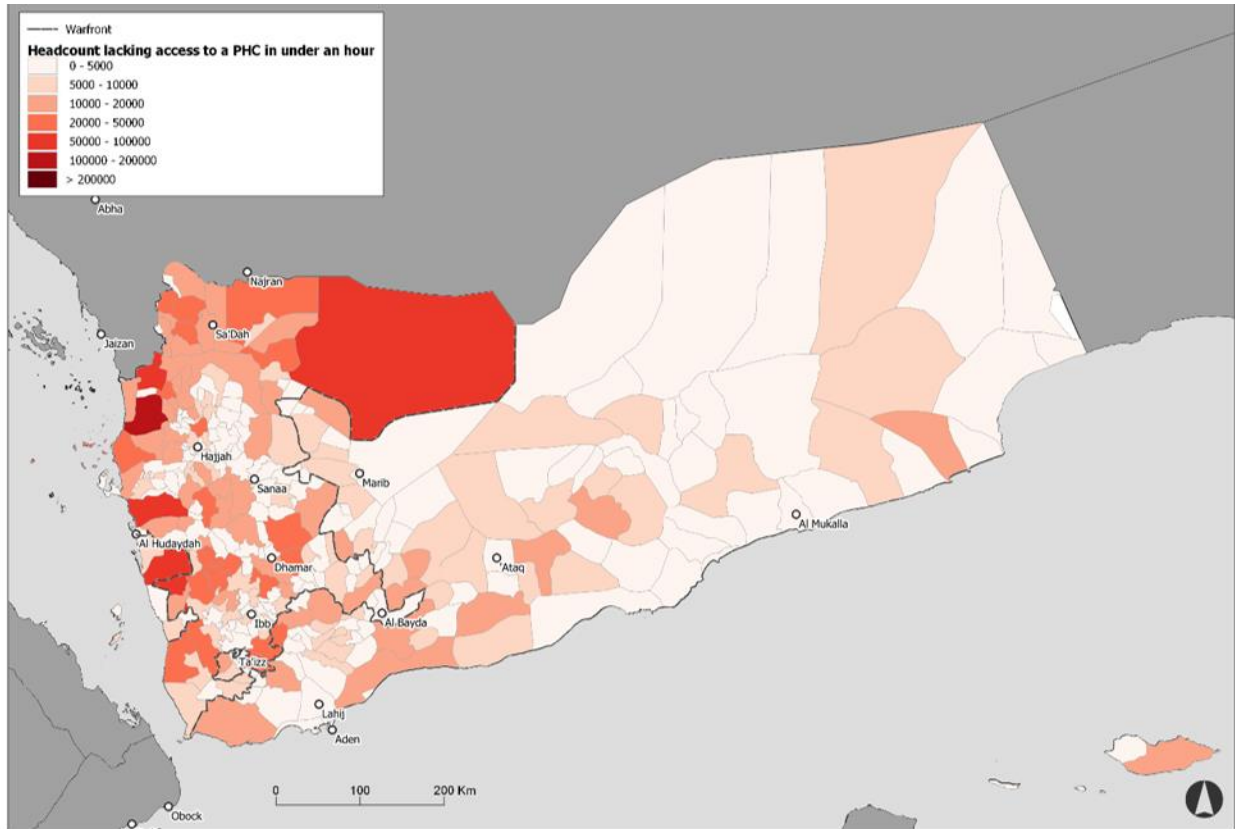 Warfront
Headcount lacking access to a PHC in under an hour
0 - 5000
5000 - 10000
10000 - 20000
20000 - 50000
50000 - 100000
100000 - 200000
> 200000
Abha
Najran
Jaizan
Sa'Dah
Hajjah
Marib
Sanaa
Al Mukalla
Al Hudaydah
Dhamar
'Ataq
Ibb
Al Bayda
Ta'izz
Lahij
Aden
0 100 200 Km
Obock